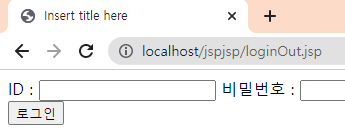 Insert title here
localhost/jspjsp/loginOut.jsp
ID : 비밀번호 :
로그인